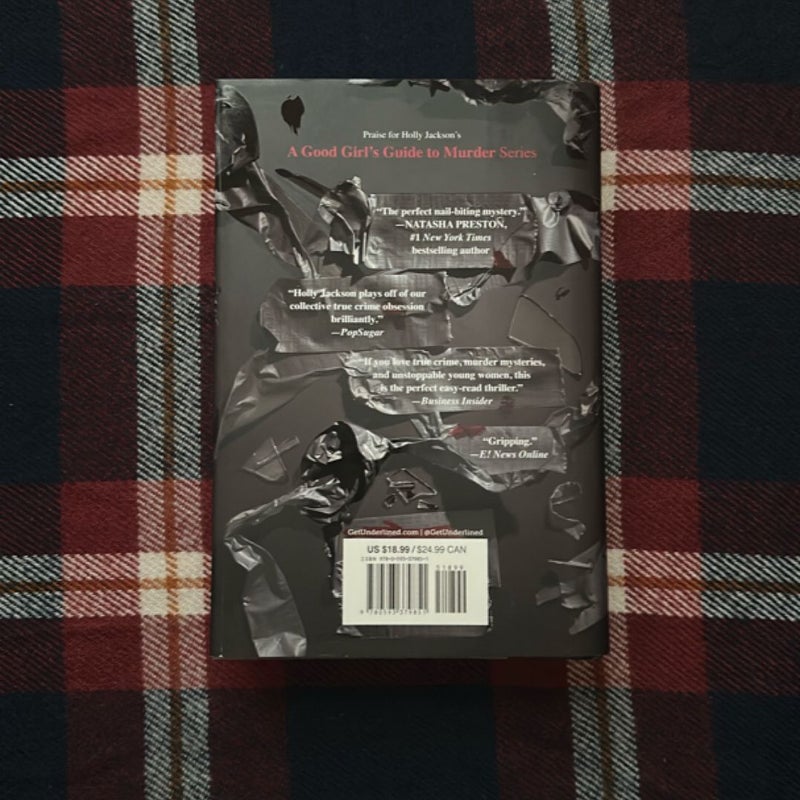 Praise for Holly Jackson's
A Good Girl's Guide to Murder Series
"The perfect nail-biting mystery."
—NATASHA PRESTON,
#1 New York Times
bestselling author
"Holly Jackson plays off of our
collective true crime obsession
brilliantly."
—PopSugar
"If you love true crime, murder mysteries,
and unstoppable young women, this
is the perfect easy-read thriller."
—Business Insider
"Gripping."
—E! News Online
GetUnderlined.com | @GetUnderlined
US $18.99 / $24.99 CAN
51899